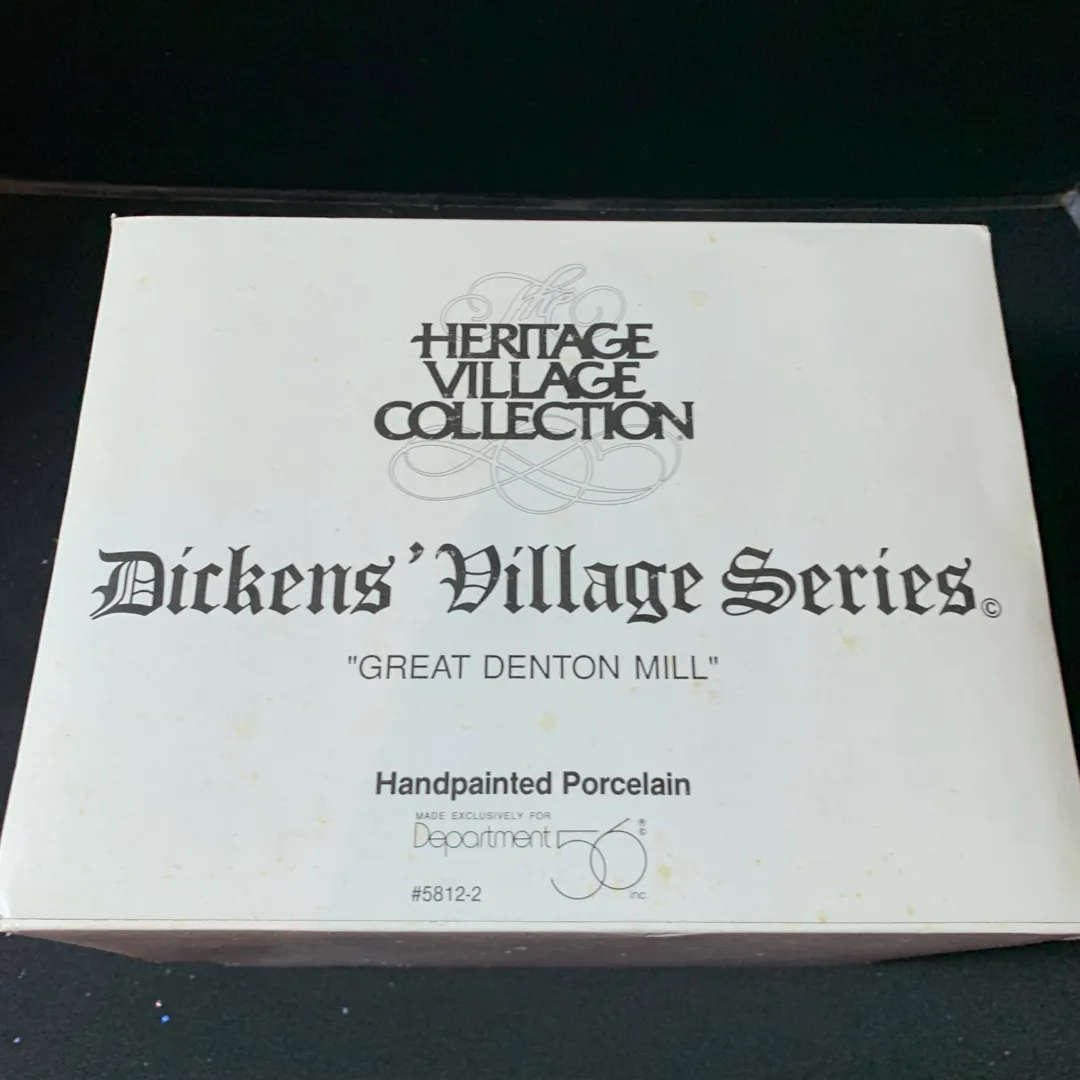 The
HERITAGE
VILLAGE
COLLECTION®
Dickens' Village Series©
"GREAT DENTON MILL"
Handpainted Porcelain
MADE EXCLUSIVELY FOR
Department 56 ® ©
inc.
#5812-2